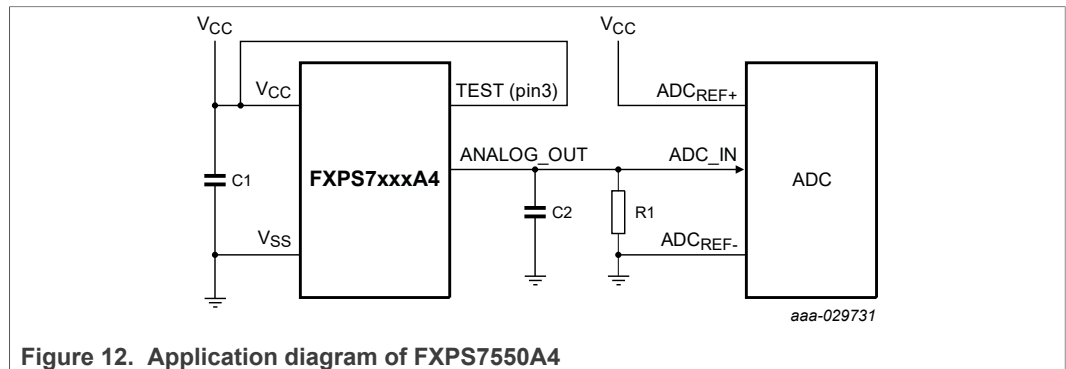 VCC
VCC
VCC
TEST (pin3)
ADCREF+
ANALOG_OUT
ADC_IN
C1
FXPS7xxxA4
ADC
C2
R1
VSS
ADCREF-
aaa-029731
Figure 12. Application diagram of FXPS7550A4